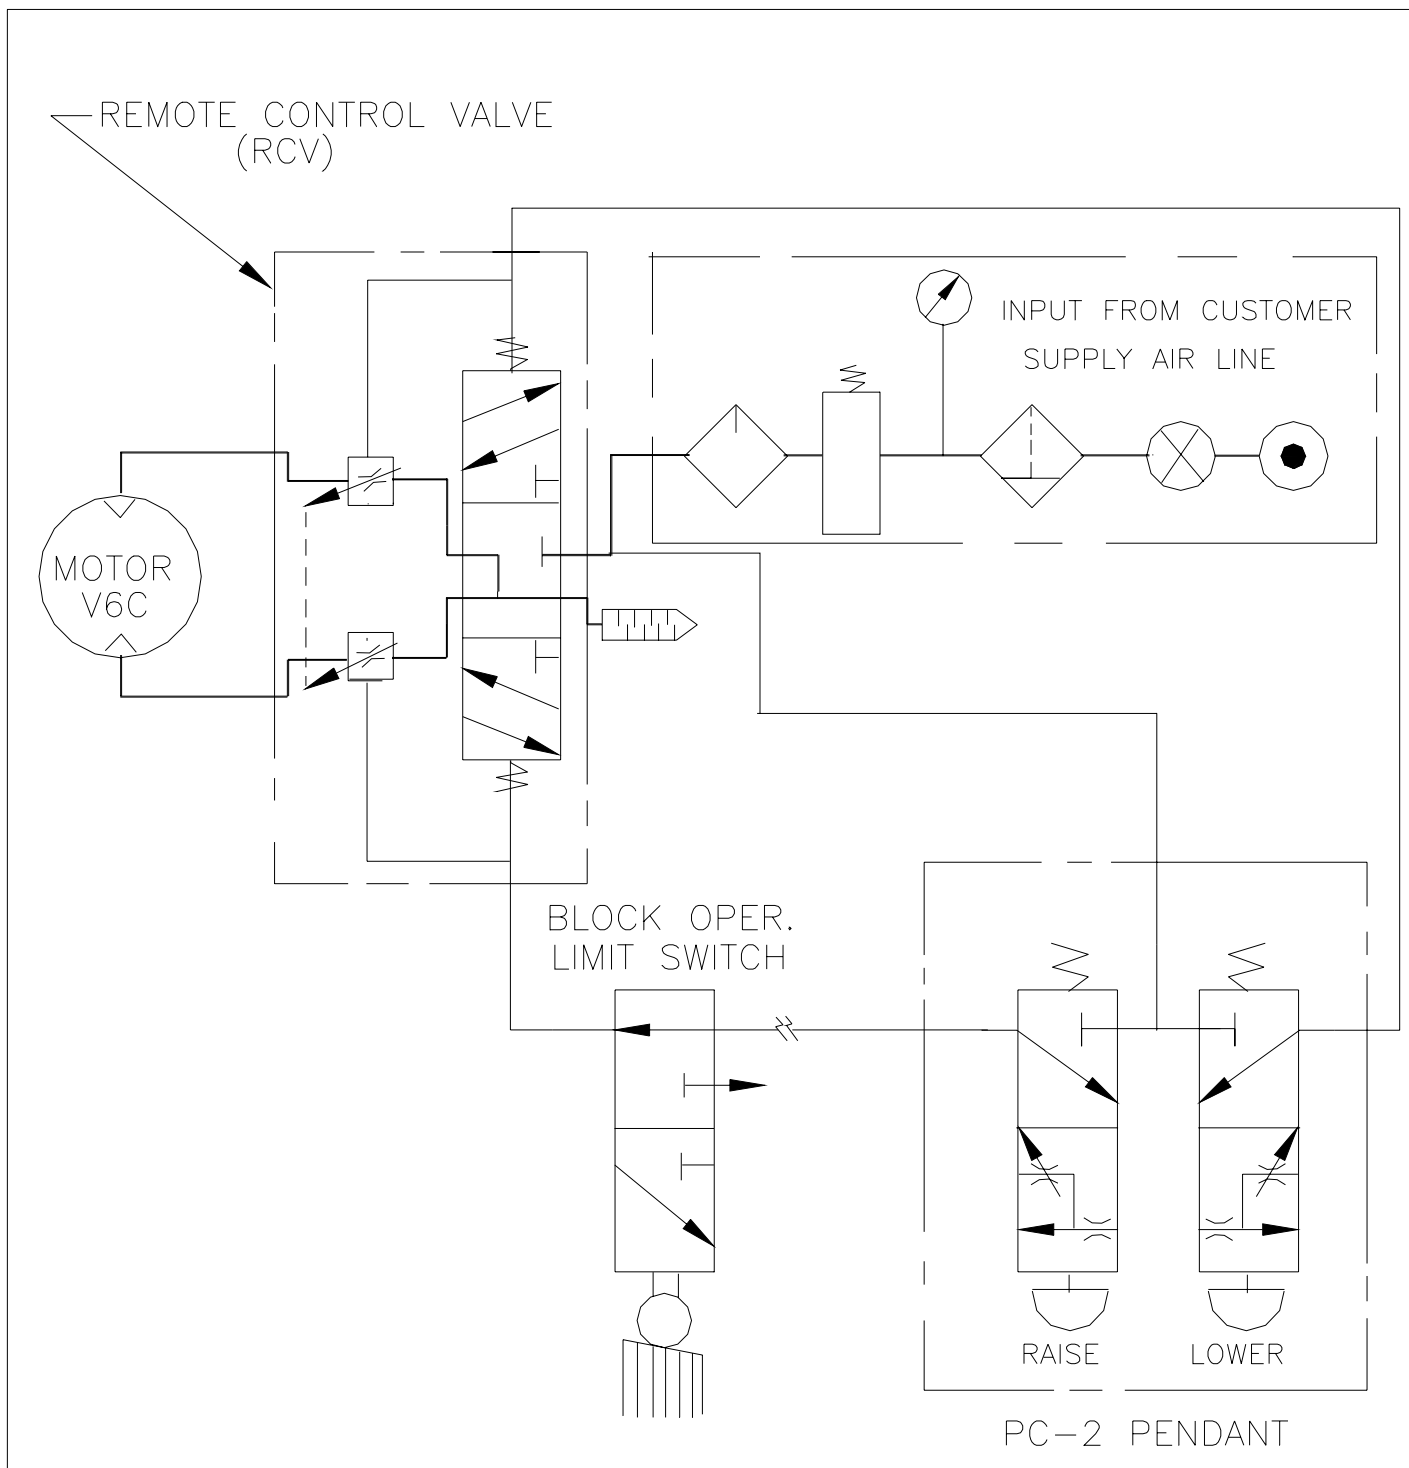 REMOTE CONTROL VALVE
(RCV)
INPUT FROM CUSTOMER
SUPPLY AIR LINE
MOTOR
V6C
BLOCK OPER.
LIMIT SWITCH
RAISE
LOWER
PC-2 PENDANT